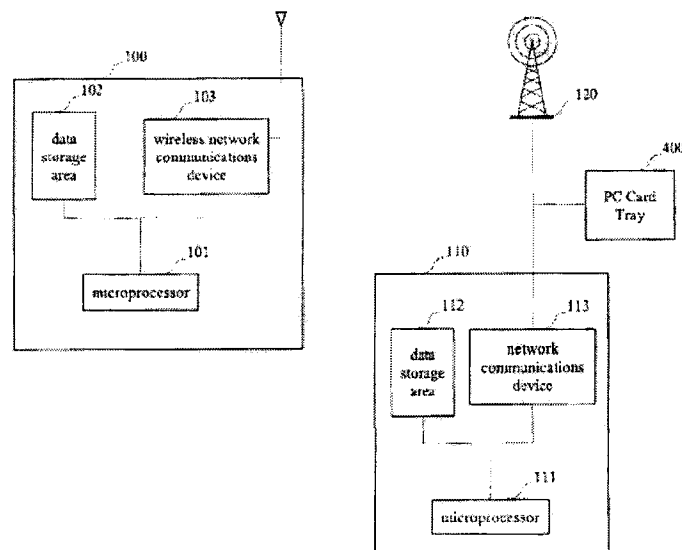 100
102
103
data
storage
area
wireless network
communications
device
101
microprocessor
120
400
PC Card
Tray
110
112
113
data
storage
area
network
communications
device
111
microprocessor